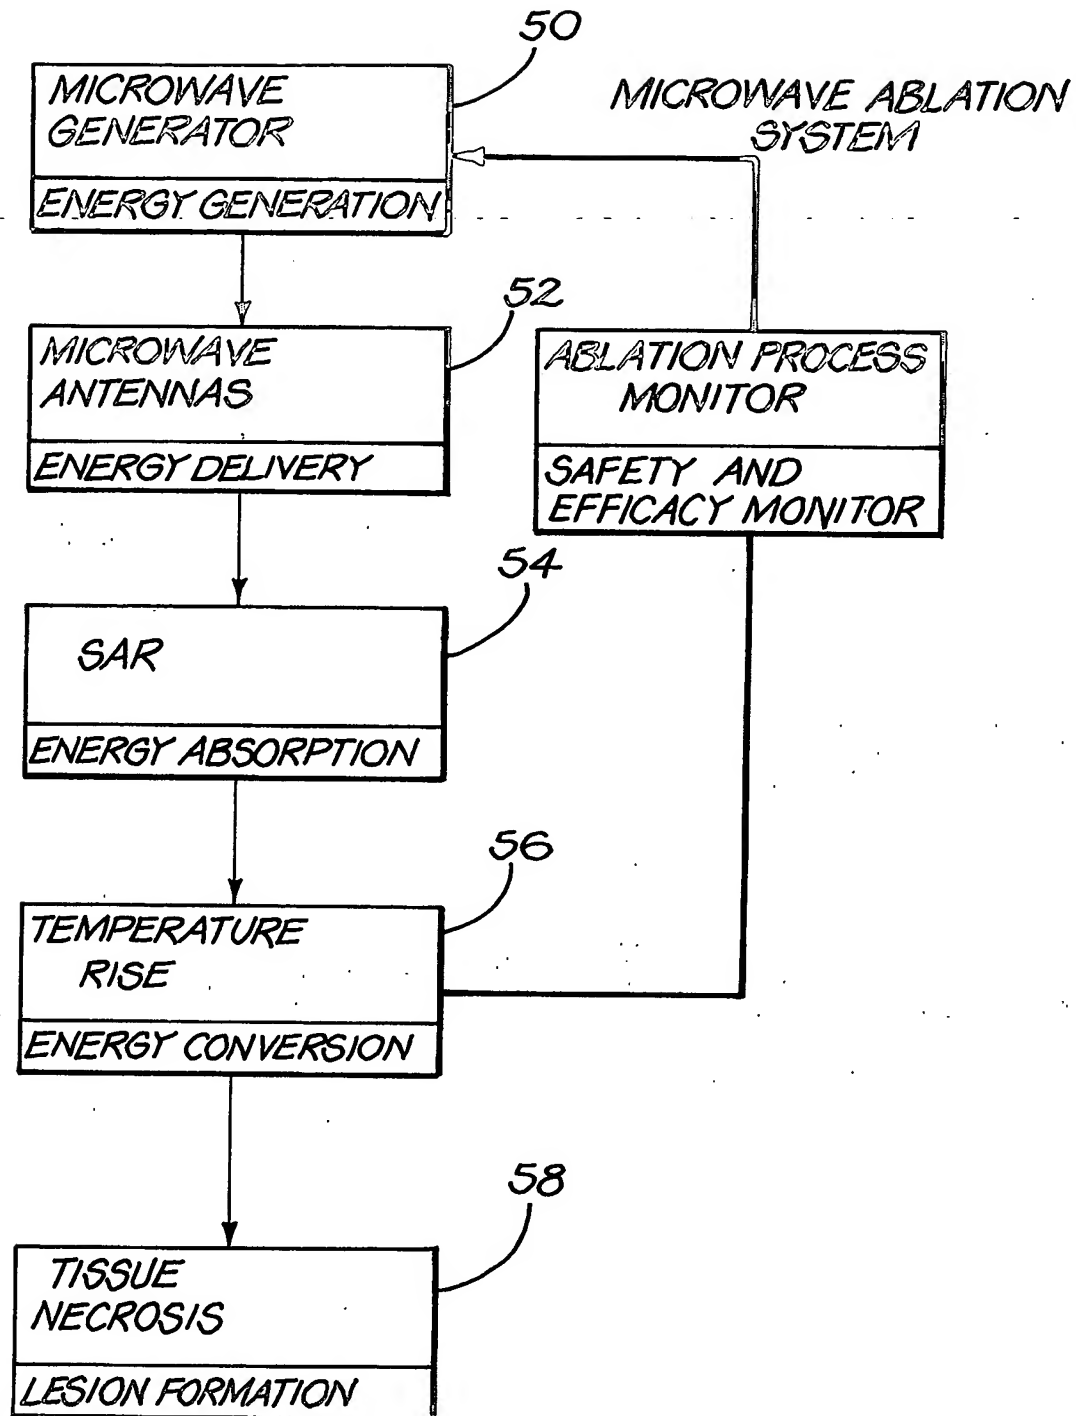 50
MICROWAVE
GENERATOR
ENERGY GENERATION
MICROWAVE ABLATION
SYSTEM
52
MICROWAVE
ANTENNAS
ENERGY DELIVERY
ABLATION PROCESS
MONITOR
SAFETY AND
EFFICACY MONITOR
54
SAR
ENERGY ABSORPTION
56
TEMPERATURE
RISE
ENERGY CONVERSION
58
TISSUE
NECROSIS
LESION FORMATION